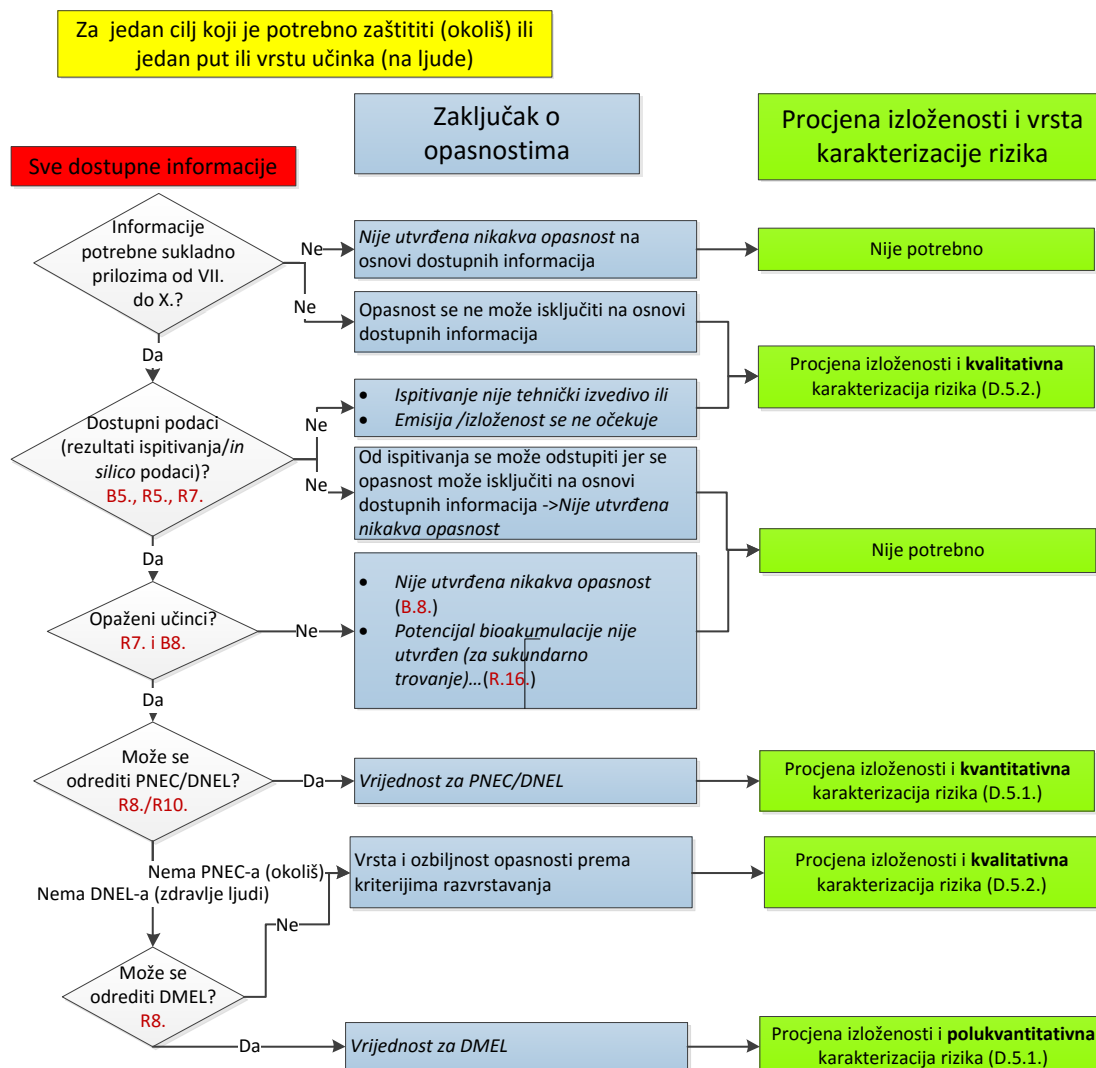 Za jedan cilj koji je potrebno zaštititi (okoliš) ili
jedan put ili vrstu učinka (na ljude)
Zaključak o
opasnostima
Procjena izloženosti i vrsta
karakterizacije rizika
Sve dostupne informacije
Informacije
potrebne sukladno
prilozima od VII.
do X.?
Ne
Nije utvrđena nikakva opasnost na
osnovi dostupnih informacija
Nije potrebno
Ne
Opasnost se ne može isključiti na osnovi
dostupnih informacija
Procjena izloženosti i kvalitativna
karakterizacija rizika (D.5.2.)
Da
Dostupni podaci
(rezultati ispitivanja/in
silico podaci)?
B5., R5., R7.
Ne
• Ispitivanje nije tehnički izvedivo ili
• Emisija /izloženost se ne očekuje
Ne
Od ispitivanja se može odstupiti jer se
opasnost može isključiti na osnovi
dostupnih informacija ->Nije utvrđena
nikakva opasnost
Nije potrebno
Da
Opaženi učinci?
R7. i B8.
Ne
• Nije utvrđena nikakva opasnost
(B.8.)
• Potencijal bioakumulacije nije
utvrđen (za sukundarno
trovanje)…(R.16.)
Da
Može se
odrediti PNEC/DNEL?
R8./R10.
Da
Vrijednost za PNEC/DNEL
Procjena izloženosti i kvantitativna
karakterizacija rizika (D.5.1.)
Nema PNEC-a (okoliš)
Nema DNEL-a (zdravlje ljudi)
Ne
Vrsta i ozbiljnost opasnosti prema
kriterijima razvrstavanja
Procjena izloženosti i kvalitativna
karakterizacija rizika (D.5.2.)
Može se
odrediti DMEL?
R8.
Da
Vrijednost za DMEL
Procjena izloženosti i polukvantitativna
karakterizacija rizika (D.5.1.)